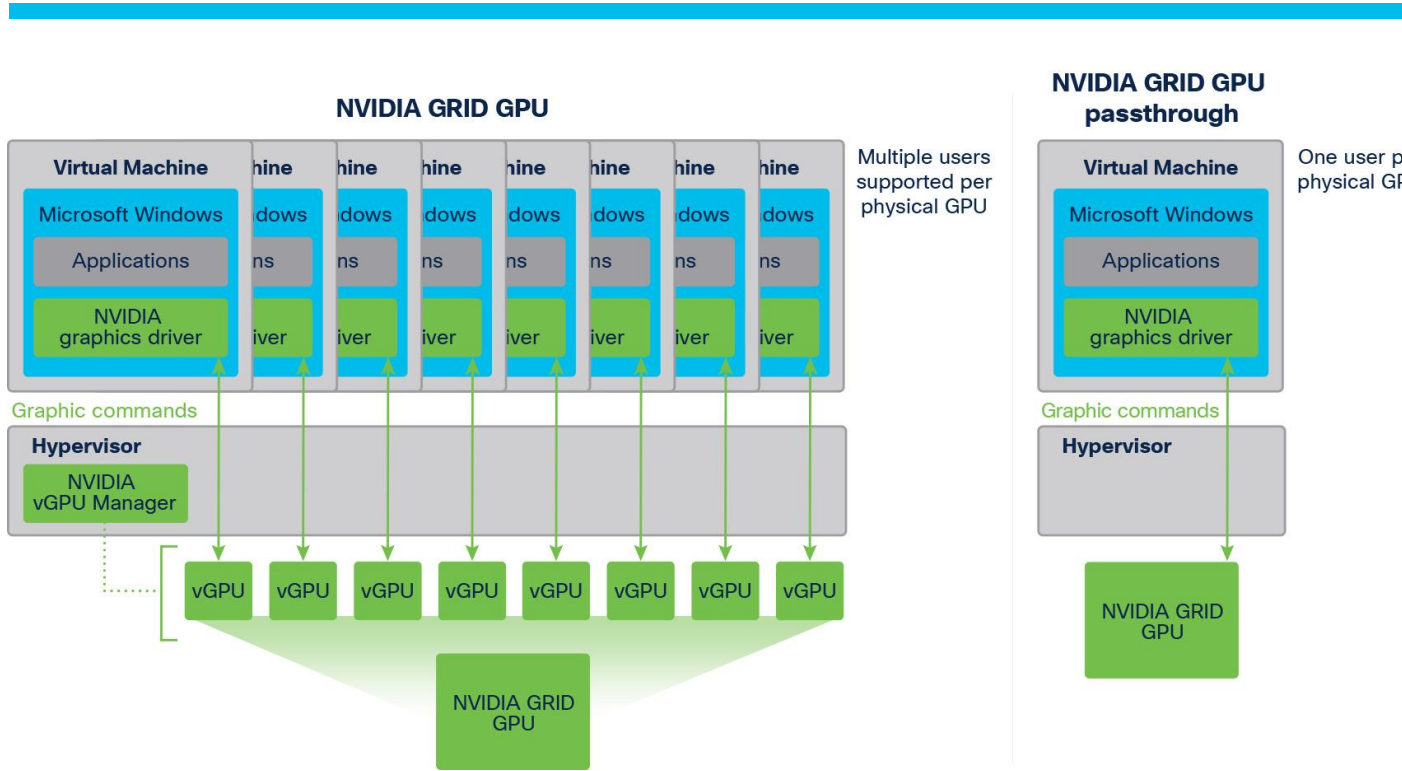 NVIDIA GRID GPU
Virtual Machine hine hine hine hine hine hine hine
Microsoft Windows dows dows dows dows dows dows dows
Applications ns ns ns ns ns ns ns
NVIDIA
graphics driver iver iver iver iver iver iver iver
Multiple users
supported per
physical GPU
Graphic commands
Hypervisor
NVIDIA
vGPU Manager
vGPU vGPU vGPU vGPU vGPU vGPU vGPU vGPU
NVIDIA GRID
GPU
NVIDIA GRID GPU
passthrough
Virtual Machine
Microsoft Windows
Applications
NVIDIA
graphics driver
One user p
physical GP
Graphic commands
Hypervisor
NVIDIA GRID
GPU